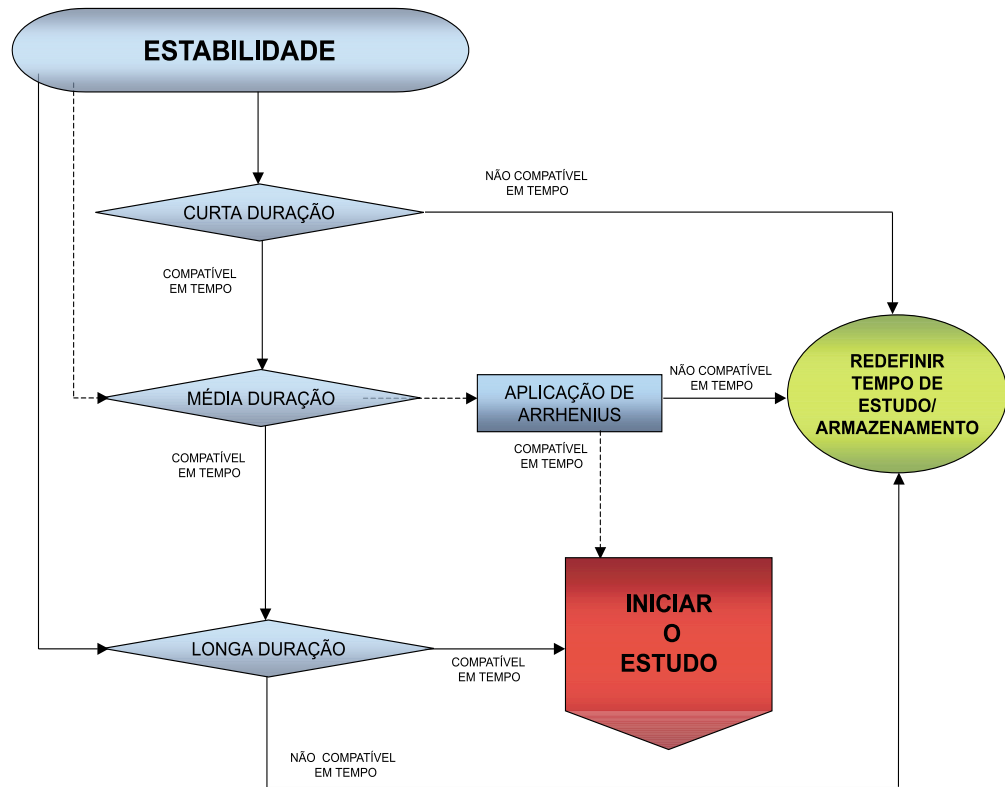 ESTABILIDADE
NÃO COMPATÍVEL
EM TEMPO
CURTA DURAÇÃO
COMPATÍVEL
EM TEMPO
REDEFINIR
TEMPO DE
ESTUDO/
ARMAZENAMENTO
MÉDIA DURAÇÃO
APLICAÇÃO DE
ARRHENIUS
NÃO COMPATÍVEL
EM TEMPO
COMPATÍVEL
EM TEMPO
COMPATÍVEL
EM TEMPO
INICIAR
O
ESTUDO
LONGA DURAÇÃO
COMPATÍVEL
EM TEMPO
NÃO COMPATÍVEL
EM TEMPO